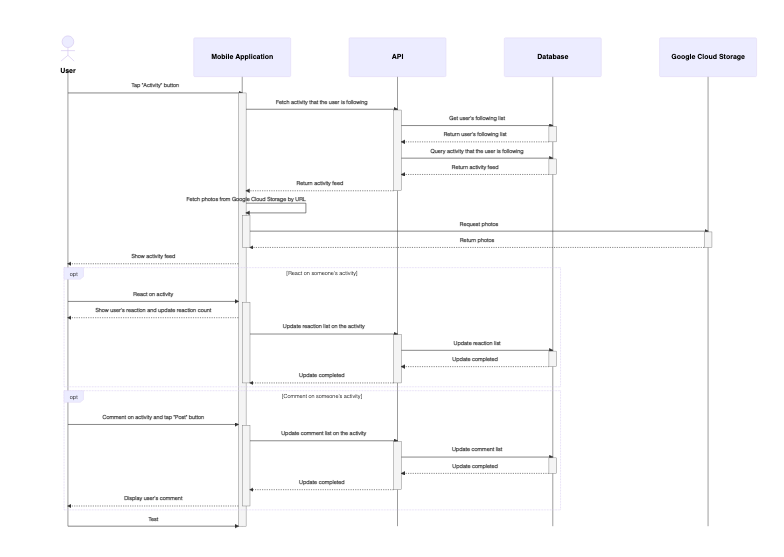 User
Mobile Application
API
Database
Google Cloud Storage
Tap "Activity" button
Fetch activity that the user is following
Get user's following list
Return user's following list
Query activity that the user is following
Return activity feed
Return activity feed
Fetch photos from Google Cloud Storage by URL
Request photos
Return photos
Show activity feed
opt
[React on someone's activity]
React on activity
Show user's reaction and update reaction count
Update reaction list on the activity
Update reaction list
Update completed
Update completed
opt
[Comment on someone's activity]
Comment on activity and tap "Post" button
Update comment list on the activity
Update comment list
Update completed
Update completed
Display user's comment
Test